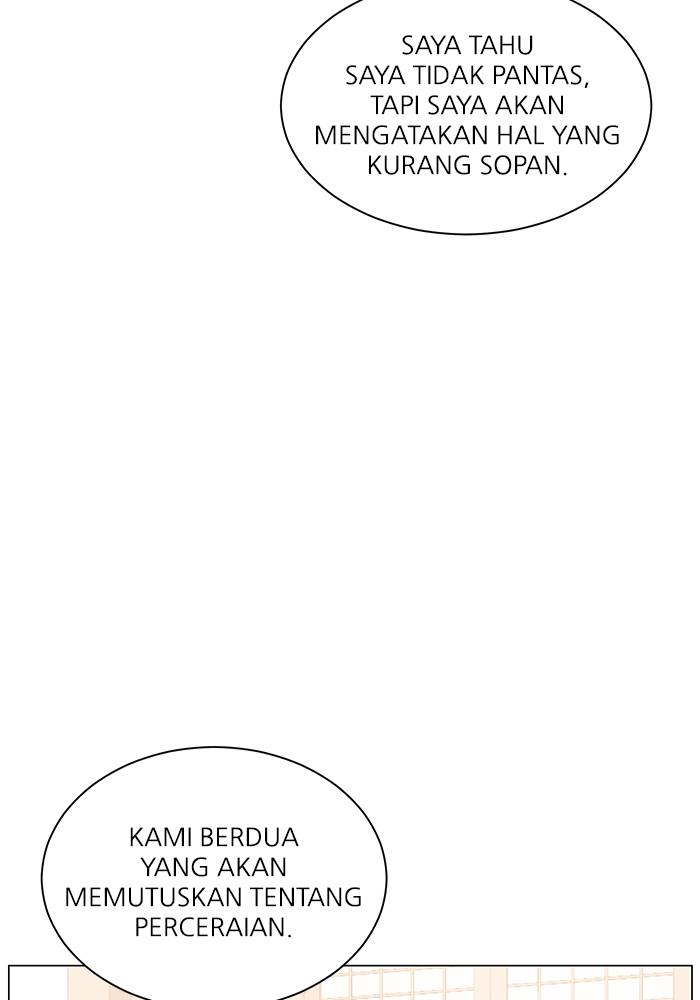 SAYA TAHU
SAYA TIDAK PANTAS,
TAPI SAYA AKAN
MENGATAKAN HAL YANG
KURANG SOPAN.
KAMI BERDUA
YANG AKAN
MEMUTUSKAN TENTANG
PERCERAIAN.